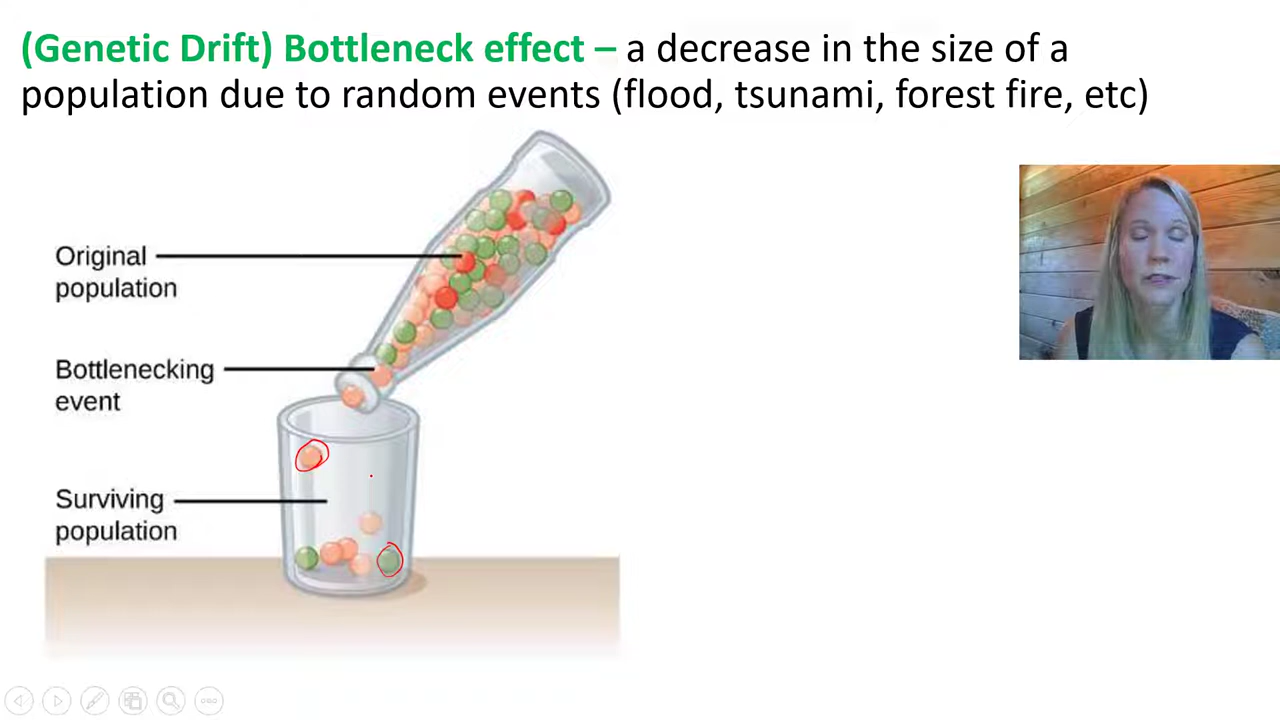 (Genetic Drift) Bottleneck effect – a decrease in the size of a
population due to random events (flood, tsunami, forest fire, etc)
Original
population
Bottlenecking
event
Surviving
population